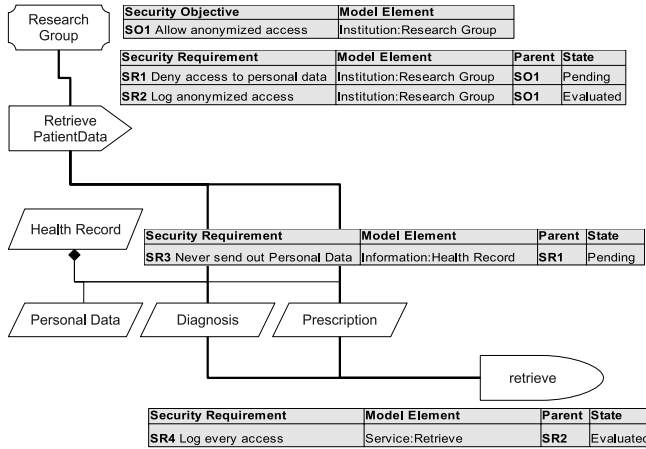 Research
Group
Security Objective Model Element
SO1 Allow anonymized access Institution:Research Group
Security Requirement Model Element Parent State
SR1 Deny access to personal data Institution:Research Group SO1 Pending
SR2 Log anonymized access Institution:Research Group SO1 Evaluated
Retrieve
PatientData
Health Record
Security Requirement Model Element Parent State
SR3 Never send out Personal Data Information:Health Record SR1 Pending
Personal Data Diagnosis Prescription
retrieve
Security Requirement Model Element Parent State
SR4 Log every access Service:Retrieve SR2 Evaluated